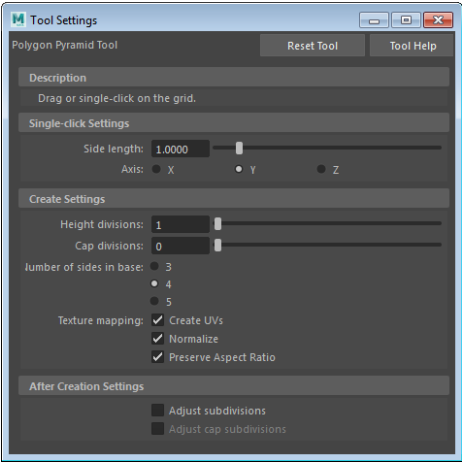 Tool Settings
Polygon Pyramid Tool Reset Tool Tool Help
Description
Drag or single-click on the grid.
Single-click Settings
Side length: 1.0000
Axis: X Y Z
Create Settings
Height divisions: 1
Cap divisions: 0
umber of sides in base: 3
4
5
Texture mapping: Create UVs
Normalize
Preserve Aspect Ratio
After Creation Settings
Adjust subdivisions
Adjust cap subdivisions